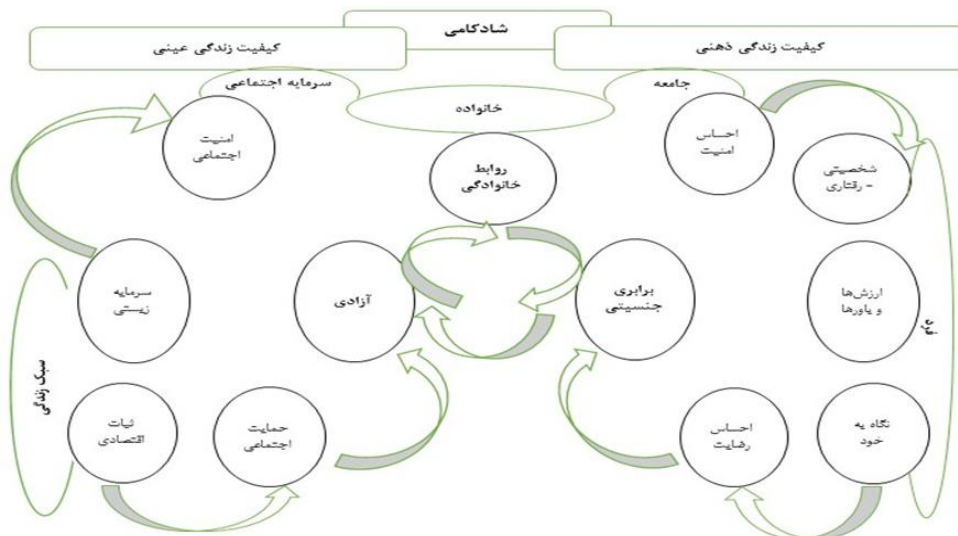 شادکامی
کیفیت زندگی ذهنی
کیفیت زندگی عینی
جامعه
سرمایه اجتماعی
خانواده
احساس
امنیت
امنیت
اجتماعی
روابط
خانوادگی
شخصیتی
- رفتاری
ارزش‌ها
و باورها
برابری
جنسیتی
آزادی
سرمایه
زیستی
فرد
سبک زندگی
نگاه به
خود
احساس
رضایت
حمایت
اجتماعی
ثبات
اقتصادی